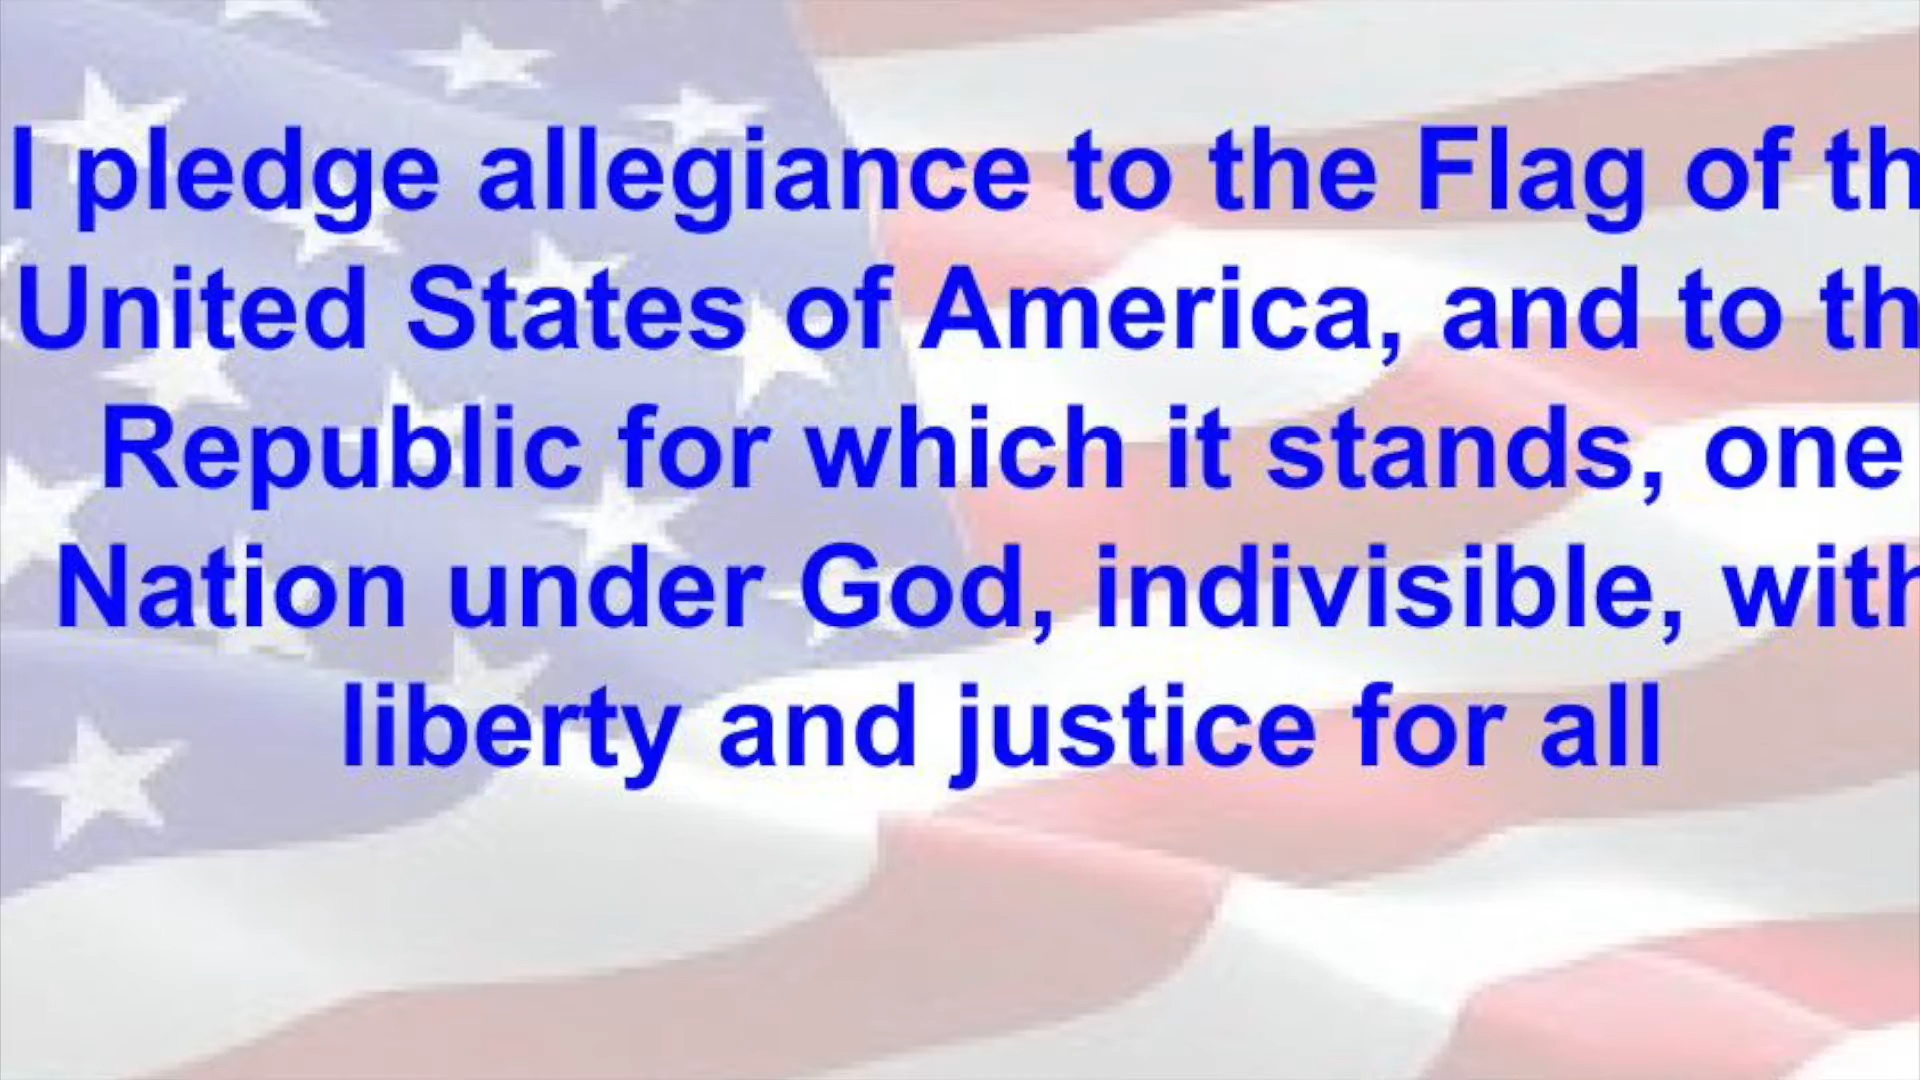 I pledge allegiance to the Flag of th
United States of America, and to th
Republic for which it stands, one
Nation under God, indivisible, with
liberty and justice for all